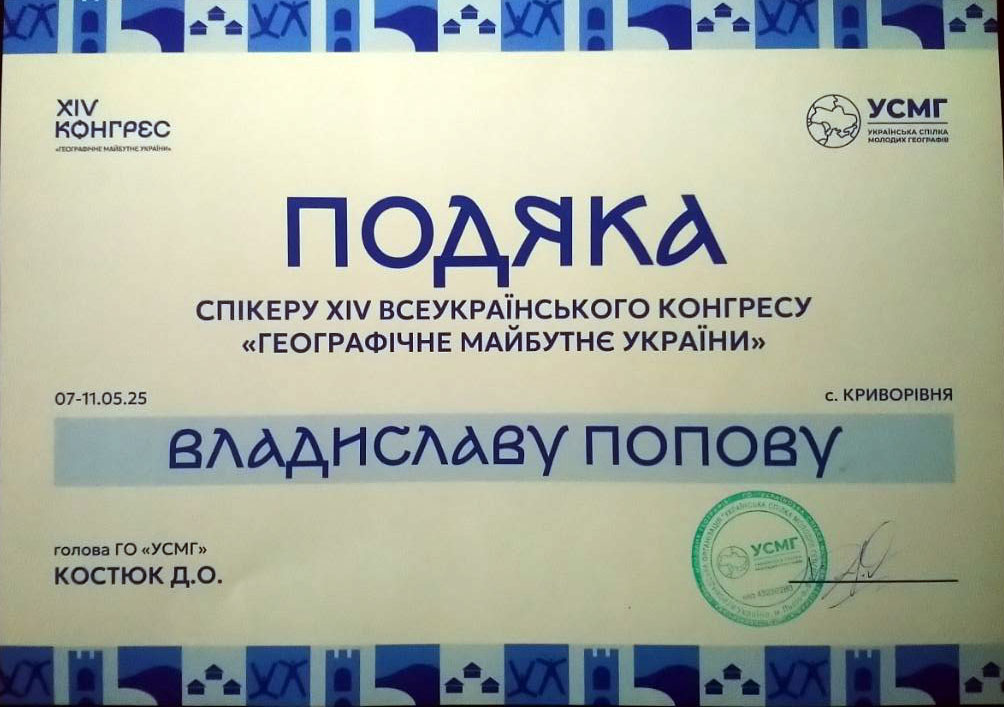 XIV
КОНГРЕС
«ГЕОГРАФІЧНЕ МАЙБУТНЄ УКРАЇНИ»
УСМГ
УКРАЇНСЬКА СПІЛКА
МОЛОДИХ ГЕОГРАФІВ
ПОДЯКА
СПІКЕРУ XIV ВСЕУКРАЇНСЬКОГО КОНГРЕСУ
«ГЕОГРАФІЧНЕ МАЙБУТНЄ УКРАЇНИ»
07-11.05.25
с. КРИВОРІВНЯ
ВЛАДИСЛАВУ ПОПОВУ
голова ГО «УСМГ»
КОСТЮК Д.О.
УСМГ